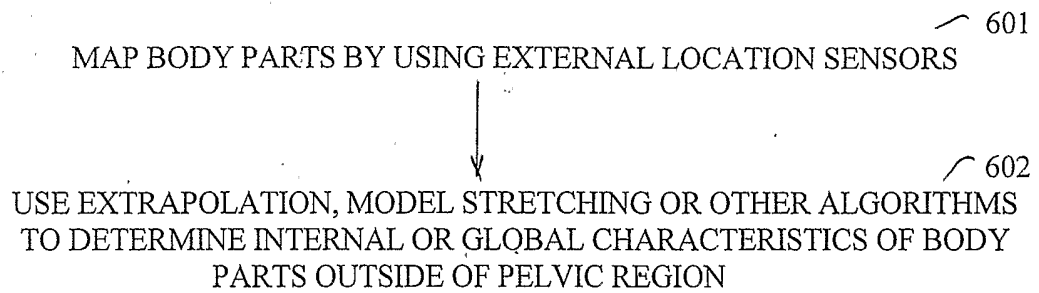 601
MAP BODY PARTS BY USING EXTERNAL LOCATION SENSORS
602
USE EXTRAPOLATION, MODEL STRETCHING OR OTHER ALGORITHMS
TO DETERMINE INTERNAL OR GLOBAL CHARACTERISTICS OF BODY
PARTS OUTSIDE OF PELVIC REGION